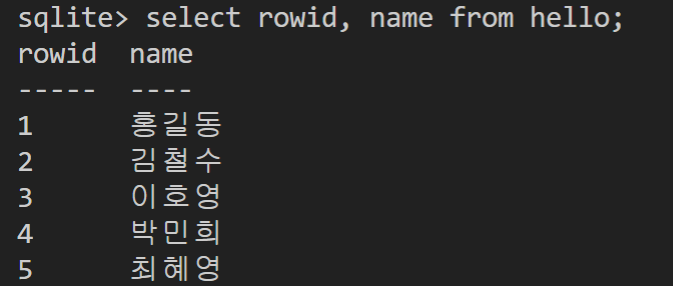 sqlite> select rowid, name from hello;
rowid  name
-----  ----
1      홍길동
2      김철수
3      이호영
4      박민희
5      최혜영